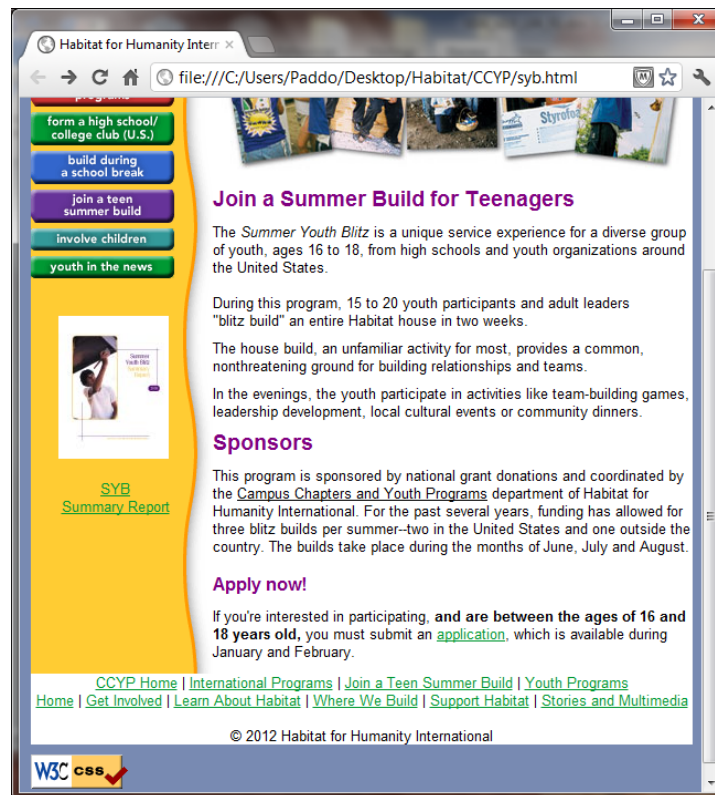 Habitat for Humanity Intern
file:///C:/Users/Paddo/Desktop/Habitat/CCYP/syb.html
programs
form a high school/
college club (U.S.)
build during
a school break
join a teen
summer build
involve children
youth in the news
Summer
Youth Blitz
Summary
Report
SYB
Summary Report
Styrofoa
Join a Summer Build for Teenagers
The Summer Youth Blitz is a unique service experience for a diverse group
of youth, ages 16 to 18, from high schools and youth organizations around
the United States.
During this program, 15 to 20 youth participants and adult leaders
"blitz build" an entire Habitat house in two weeks.
The house build, an unfamiliar activity for most, provides a common,
nonthreatening ground for building relationships and teams.
In the evenings, the youth participate in activities like team-building games,
leadership development, local cultural events or community dinners.
Sponsors
This program is sponsored by national grant donations and coordinated by
the Campus Chapters and Youth Programs department of Habitat for
Humanity International. For the past several years, funding has allowed for
three blitz builds per summer--two in the United States and one outside the
country. The builds take place during the months of June, July and August.
Apply now!
If you're interested in participating, and are between the ages of 16 and
18 years old, you must submit an application, which is available during
January and February.
CCYP Home | International Programs | Join a Teen Summer Build | Youth Programs
Home | Get Involved | Learn About Habitat | Where We Build | Support Habitat | Stories and Multimedia
© 2012 Habitat for Humanity International
W3C css